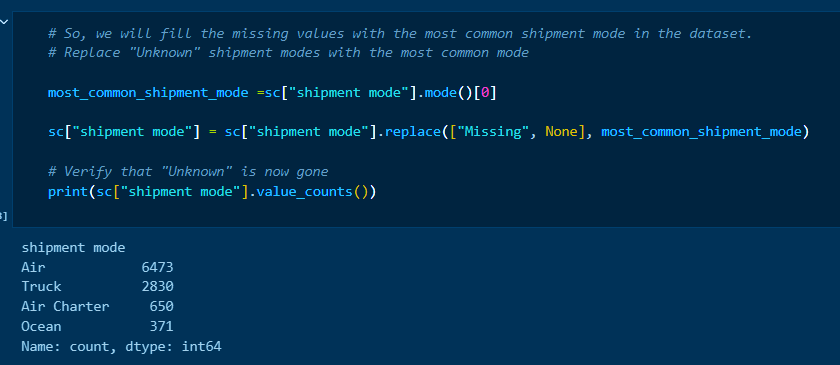 # So, we will fill the missing values with the most common shipment mode in the dataset.
# Replace "Unknown" shipment modes with the most common mode
most_common_shipment_mode =sc["shipment mode"].mode()[0]
sc["shipment mode"] = sc["shipment mode"].replace(["Missing", None], most_common_shipment_mode)
# Verify that "Unknown" is now gone
print(sc["shipment mode"].value_counts())
shipment mode
Air 6473
Truck 2830
Air Charter 650
Ocean 371
Name: count, dtype: int64